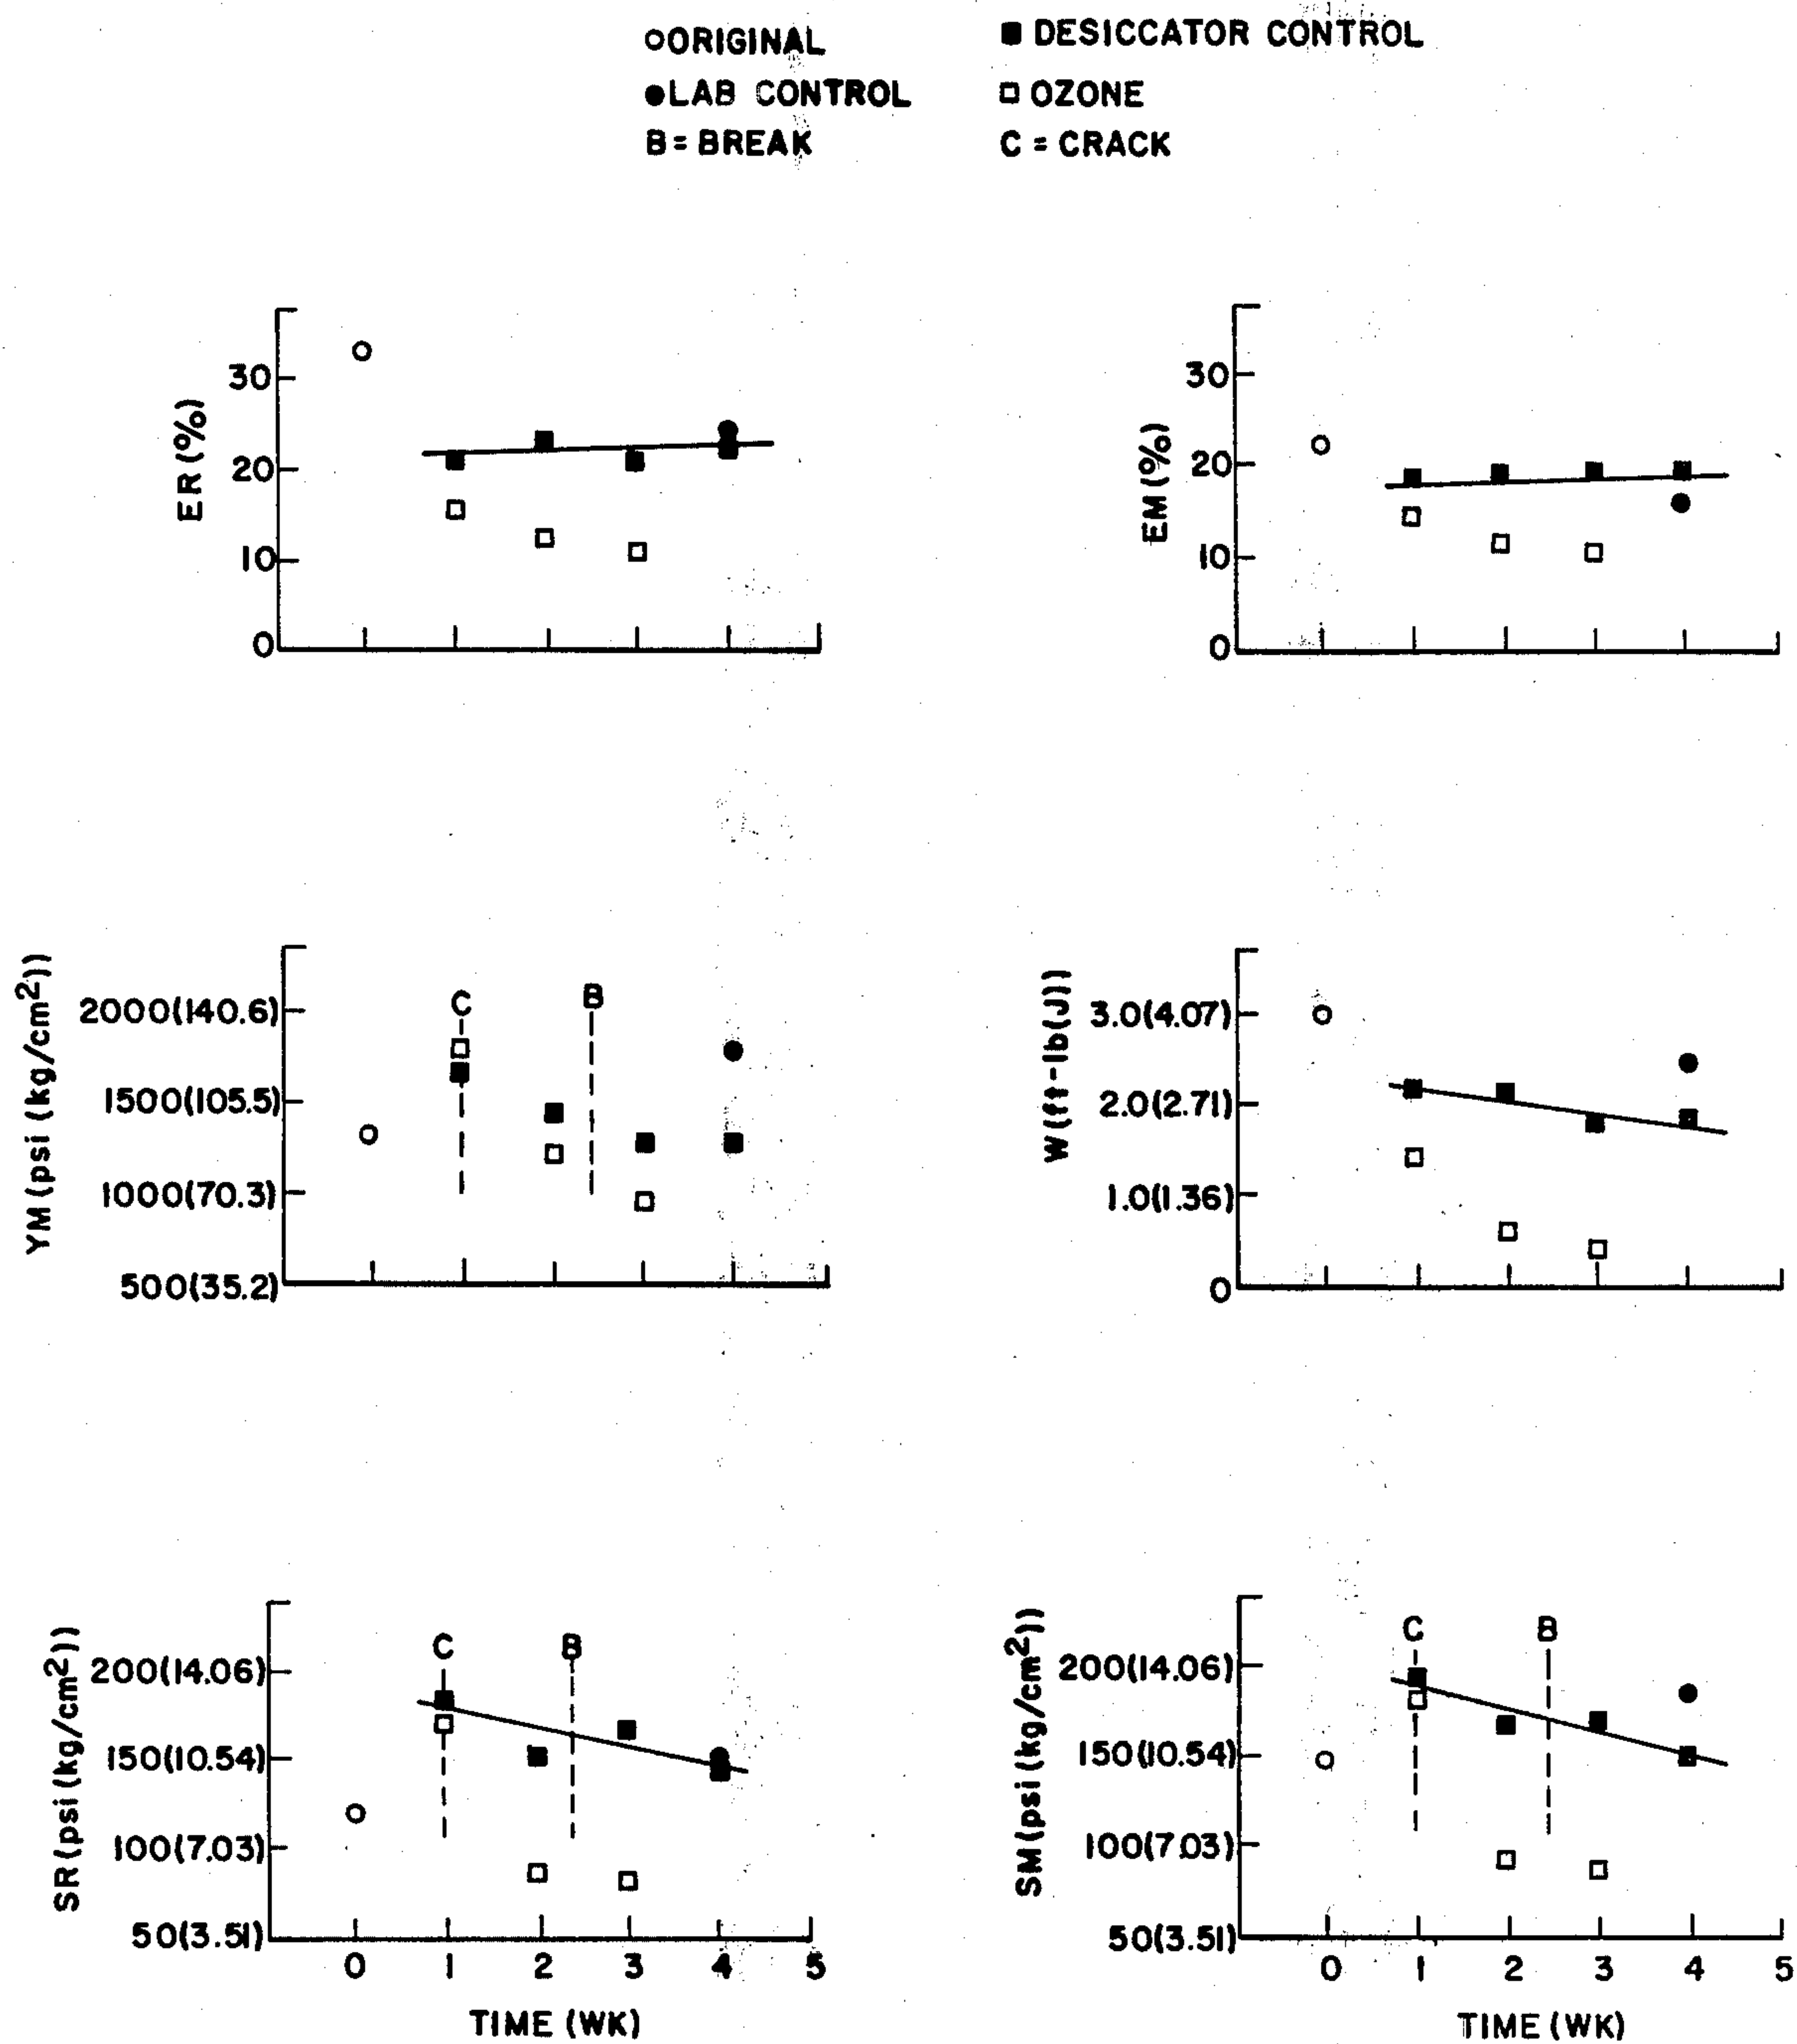 ORIGINAL
DESICCATOR CONTROL
LAB CONTROL
OZONE
B = BREAK
C = CRACK
ER (%)
30
20
10
0
EM (%)
30
20
10
0
YM (psi (kg/cm²))
2000(140.6)
1500(105.5)
1000(70.3)
500(35.2)
C
B
W(ft-lb(J))
3.0(4.07)
2.0(2.71)
1.0(1.36)
0
SR (psi (kg/cm²))
200(14.06)
150(10.54)
100(7.03)
50(3.51)
C
B
0 1 2 3 4 5
TIME (WK)
SM (psi (kg/cm²))
200(14.06)
150(10.54)
100(7.03)
50(3.51)
C
B
0 1 2 3 4 5
TIME (WK)